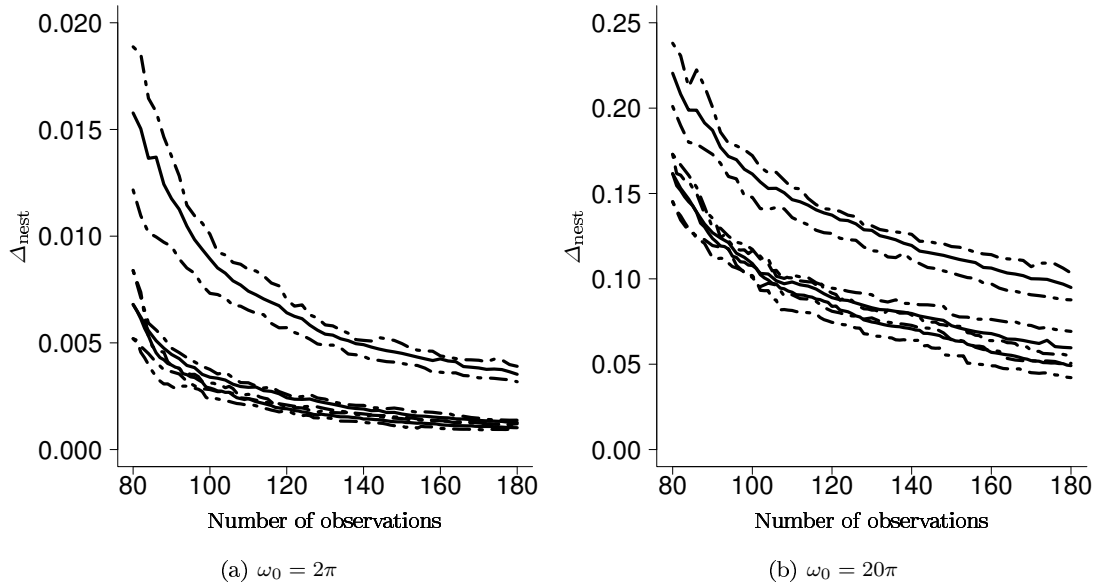 0.020
0.015
0.010
0.005
0.000
Δnest
80 100 120 140 160 180
Number of observations
(a) ω0 = 2π
0.25
0.20
0.15
0.10
0.05
0.00
Δnest
80 100 120 140 160 180
Number of observations
(b) ω0 = 20π